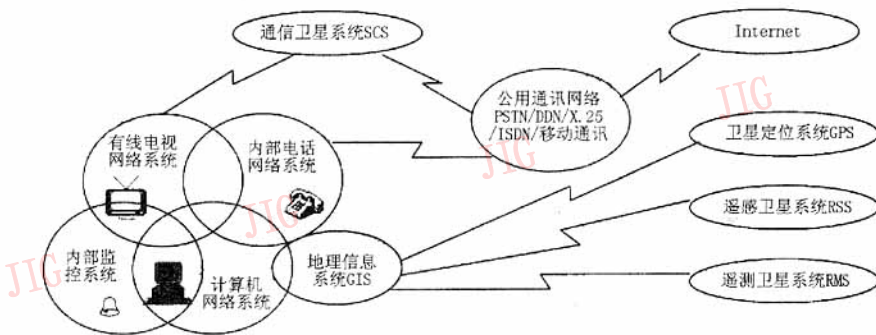 通信卫星系统SCS
Internet
公用通讯网络
PSTN/DDN/X.25
/ISDN/移动通讯
有线电视
网络系统
内部电话
网络系统
卫星定位系统GPS
遥感卫星系统RSS
内部监
控系统
计算机
网络系统
地理信息
系统GIS
遥测卫星系统RMS
JIG
JIG
JIG
JIG